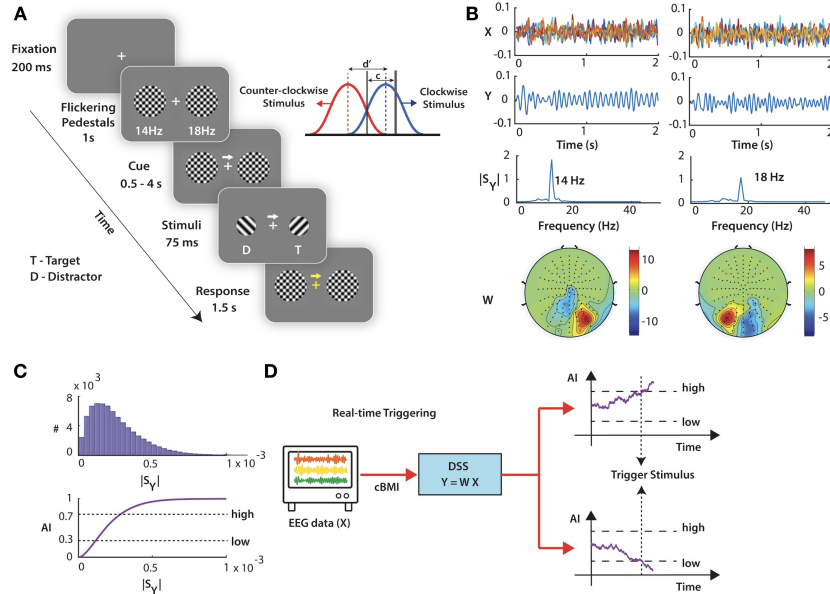 A
Fixation
200 ms
Flickering
Pedestals
1s
14Hz
18Hz
Cue
0.5 - 4 s
Time
Stimuli
75 ms
D
T
T - Target
D - Distractor
Response
1.5 s
d'
c
Counter-clockwise
Stimulus
Clockwise
Stimulus
B
X
0.1
0
-0.1
0
1
2
0.1
0
-0.1
0
1
2
Y
0.1
0
-0.1
0
1
2
Time (s)
0.1
0
-0.1
0
1
2
Time (s)
|SY|
2
1
0
14 Hz
0
20
40
Frequency (Hz)
2
1
0
18 Hz
0
20
40
Frequency (Hz)
W
10
0
-10
5
0
-5
C
x 10^3
8
4
0
#
0
0.5
1 x 10^-3
|SY|
1
0.7
AI
0.3
0
high
low
0
0.5
1 x 10^-3
|SY|
D
Real-time Triggering
EEG data (X)
cBMI
DSS
Y = W X
AI
high
low
Time
Trigger Stimulus
AI
high
low
Time